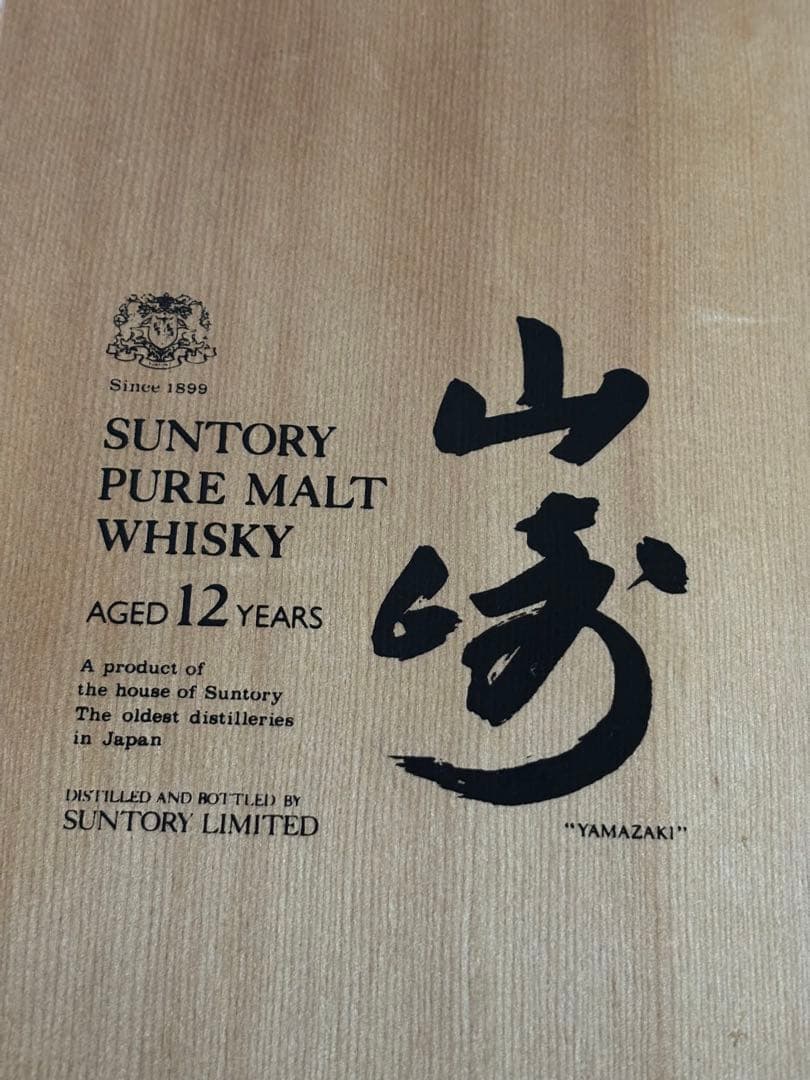 Since 1899
SUNTORY
PURE MALT
WHISKY
AGED 12 YEARS
A product of
the house of Suntory
The oldest distilleries
in Japan
DISTILLED AND BOTTLED BY
SUNTORY LIMITED
山崎
"YAMAZAKI"